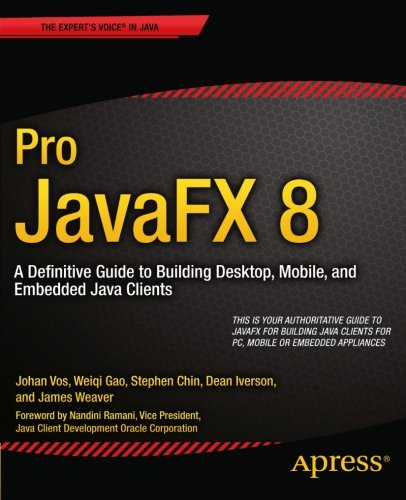 THE EXPERT'S VOICE® IN JAVA
Pro
JavaFX 8
A Definitive Guide to Building Desktop, Mobile, and
Embedded Java Clients
THIS IS YOUR AUTHORITATIVE GUIDE TO
JAVAFX FOR BUILDING JAVA CLIENTS FOR
PC, MOBILE OR EMBEDDED APPLIANCES
Johan Vos, Weiqi Gao, Stephen Chin, Dean Iverson,
and James Weaver
Foreword by Nandini Ramani, Vice President,
Java Client Development Oracle Corporation
Apress®